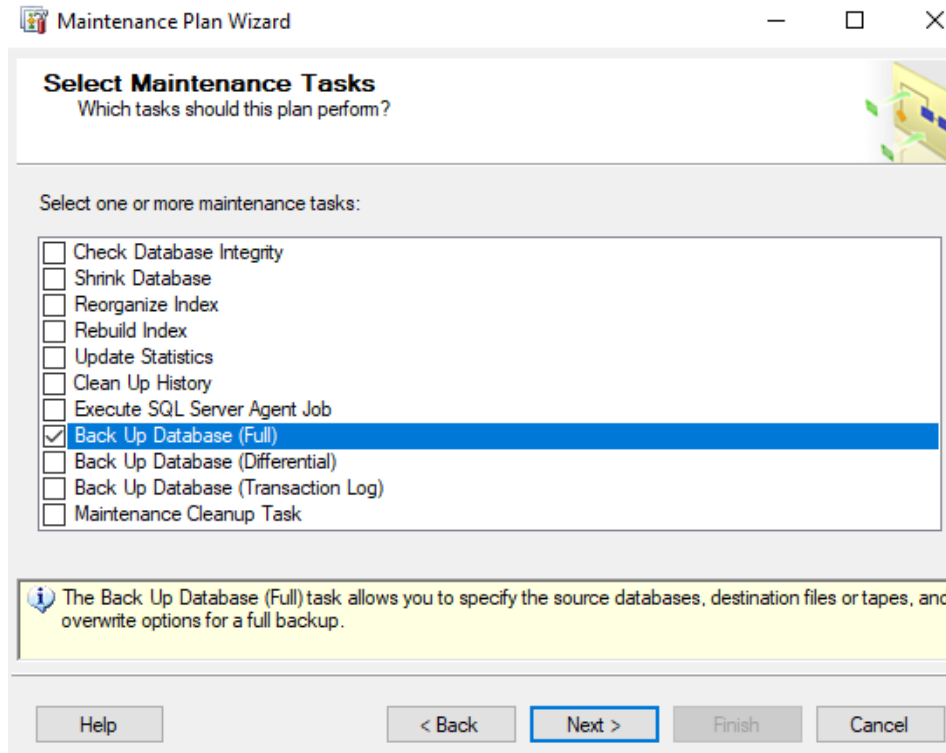 Maintenance Plan Wizard
Select Maintenance Tasks
Which tasks should this plan perform?
Select one or more maintenance tasks:
Check Database Integrity
Shrink Database
Reorganize Index
Rebuild Index
Update Statistics
Clean Up History
Execute SQL Server Agent Job
Back Up Database (Full)
Back Up Database (Differential)
Back Up Database (Transaction Log)
Maintenance Cleanup Task
The Back Up Database (Full) task allows you to specify the source databases, destination files or tapes, and
overwrite options for a full backup.
Help
< Back
Next >
Finish
Cancel